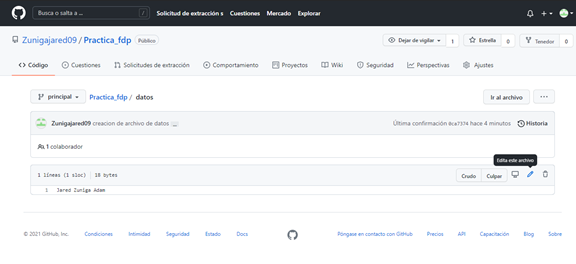 Busca o salta a ... / Solicitud de extracción s Cuestiones Mercado Explorar
Zunigajared09 / Practica_fdp Público Dejar de vigilar 1 Estrella 0 Tenedor 0
Código Cuestiones Solicitudes de extracción Comportamiento Proyectos Wiki Seguridad Perspectivas Ajustes
principal Practica_fdp / datos Ir al archivo ...
Zunigajared09 creacion de archivo de datos ... Última confirmación 8ca7374 hace 4 minutos Historia
1 colaborador
Edita este archivo
1 líneas (1 sloc) 18 bytes Crudo Culpar
1 Jared Zuniga Adam
© 2021 GitHub, Inc. Condiciones Intimidad Seguridad Estado Docs Póngase en contacto con GitHub Precios API Capacitación Blog Sobre